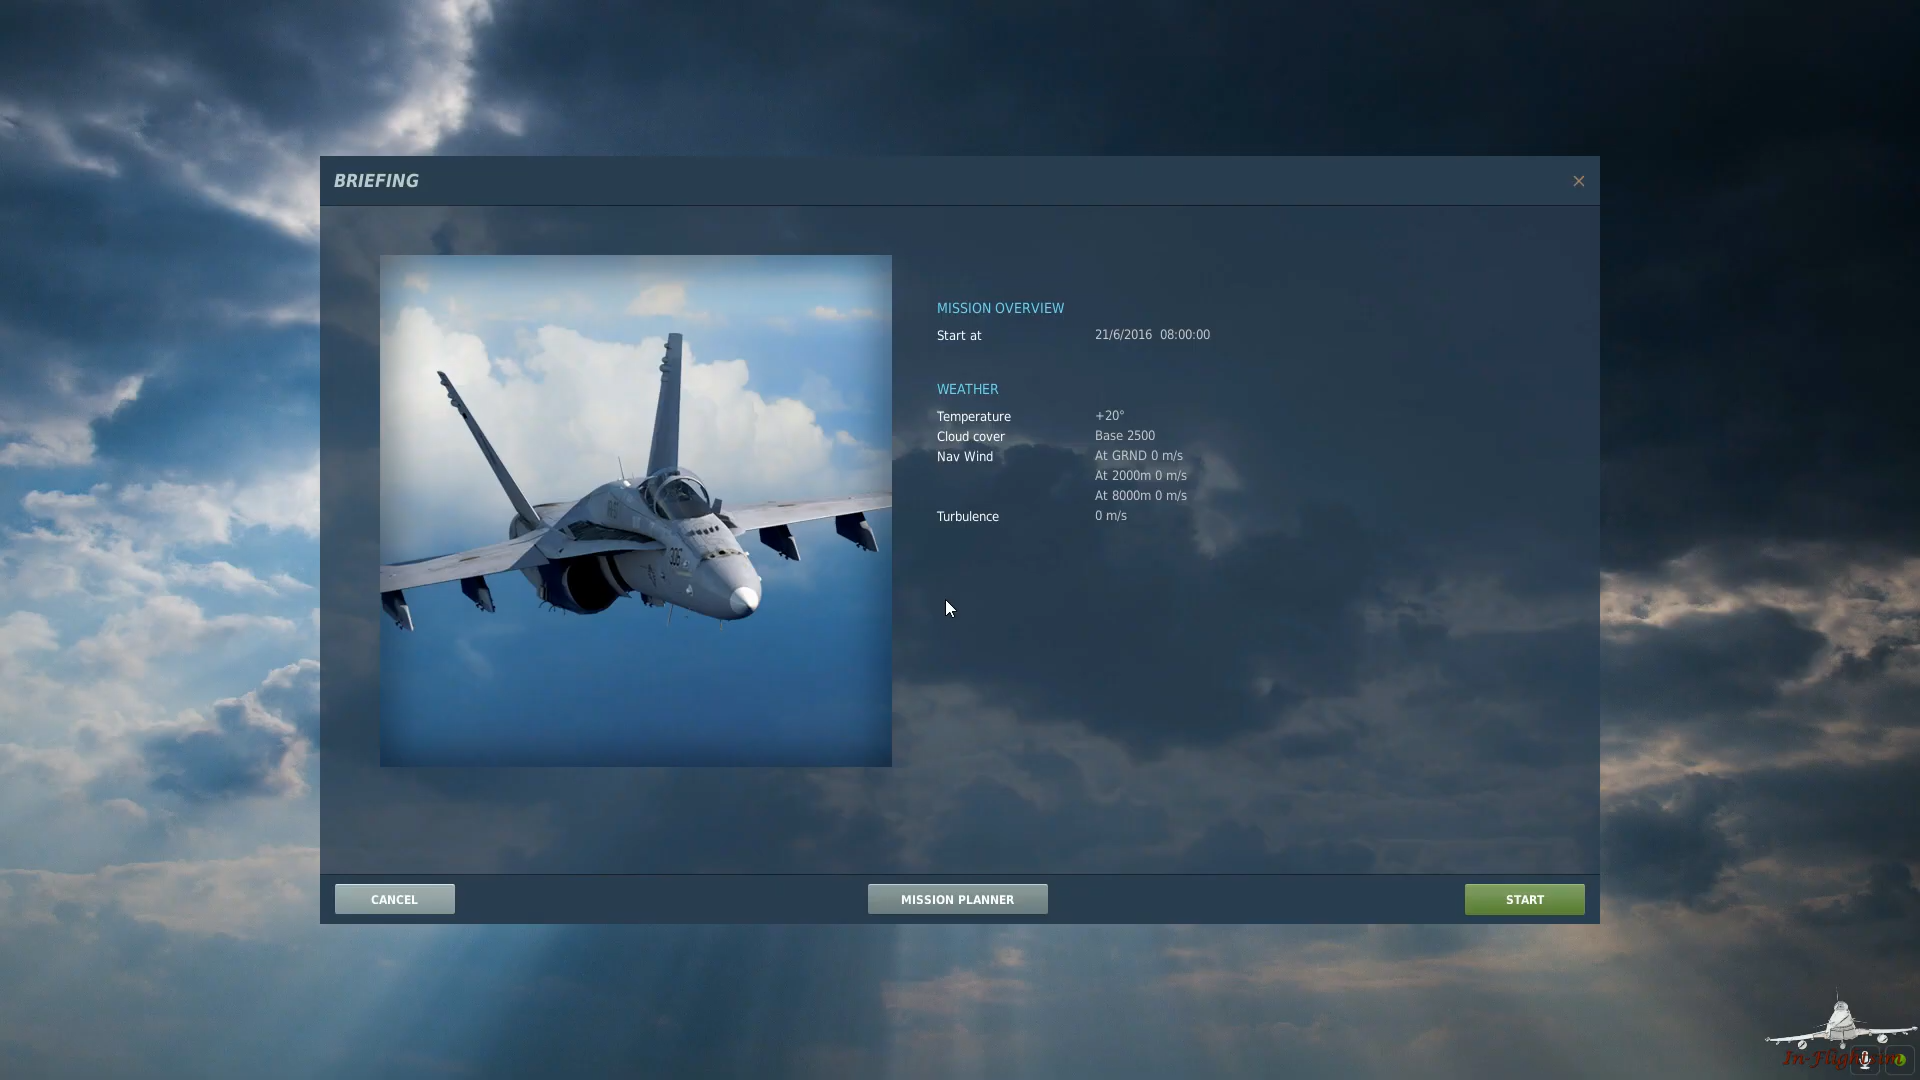 BRIEFING
MISSION OVERVIEW
Start at 21/6/2016 08:00:00
WEATHER
Temperature +20°
Cloud cover Base 2500
Nav Wind At GRND 0 m/s
At 2000m 0 m/s
At 8000m 0 m/s
Turbulence 0 m/s
CANCEL MISSION PLANNER START